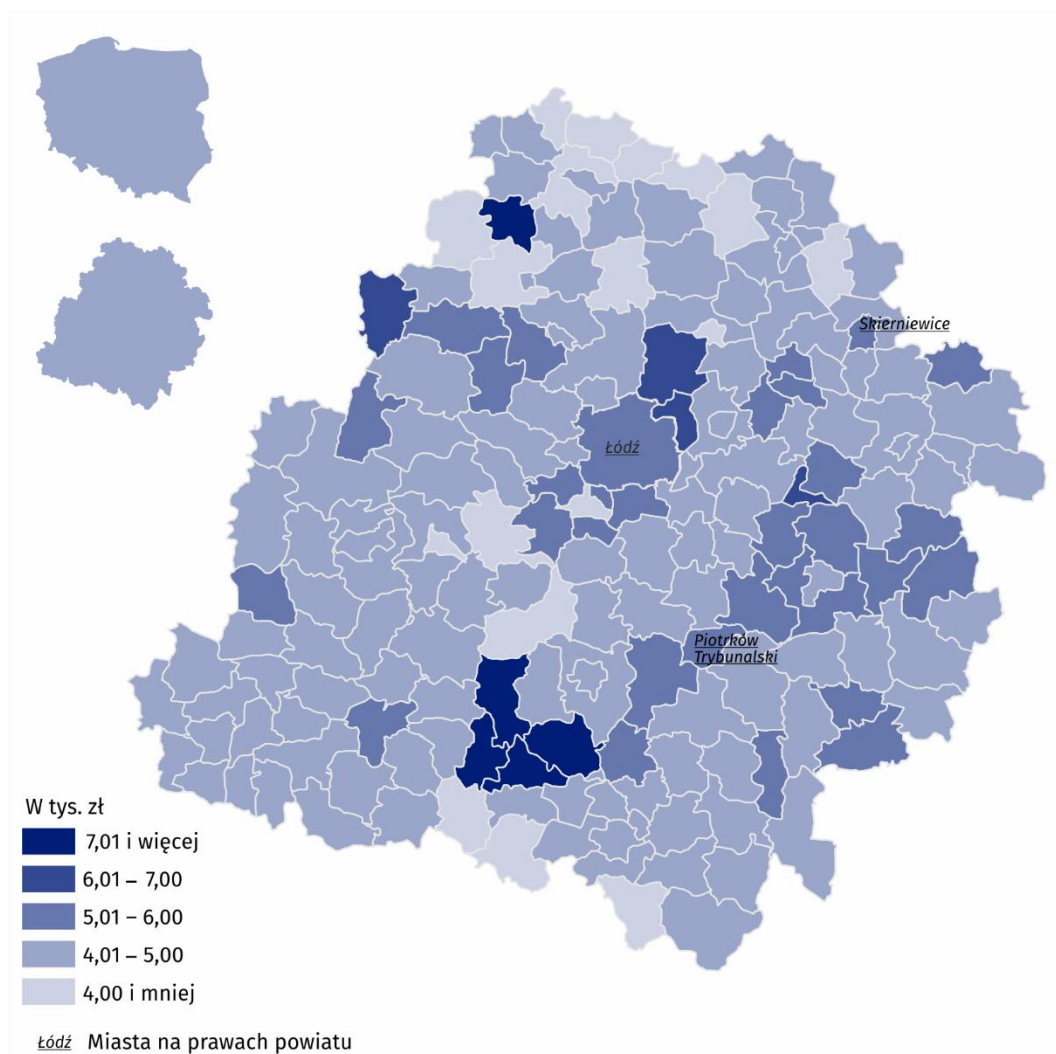 Skierniewice
Łódź
Piotrków
Trybunalski
W tys. zł
7,01 i więcej
6,01 – 7,00
5,01 – 6,00
4,01 – 5,00
4,00 i mniej
Łódź Miasta na prawach powiatu